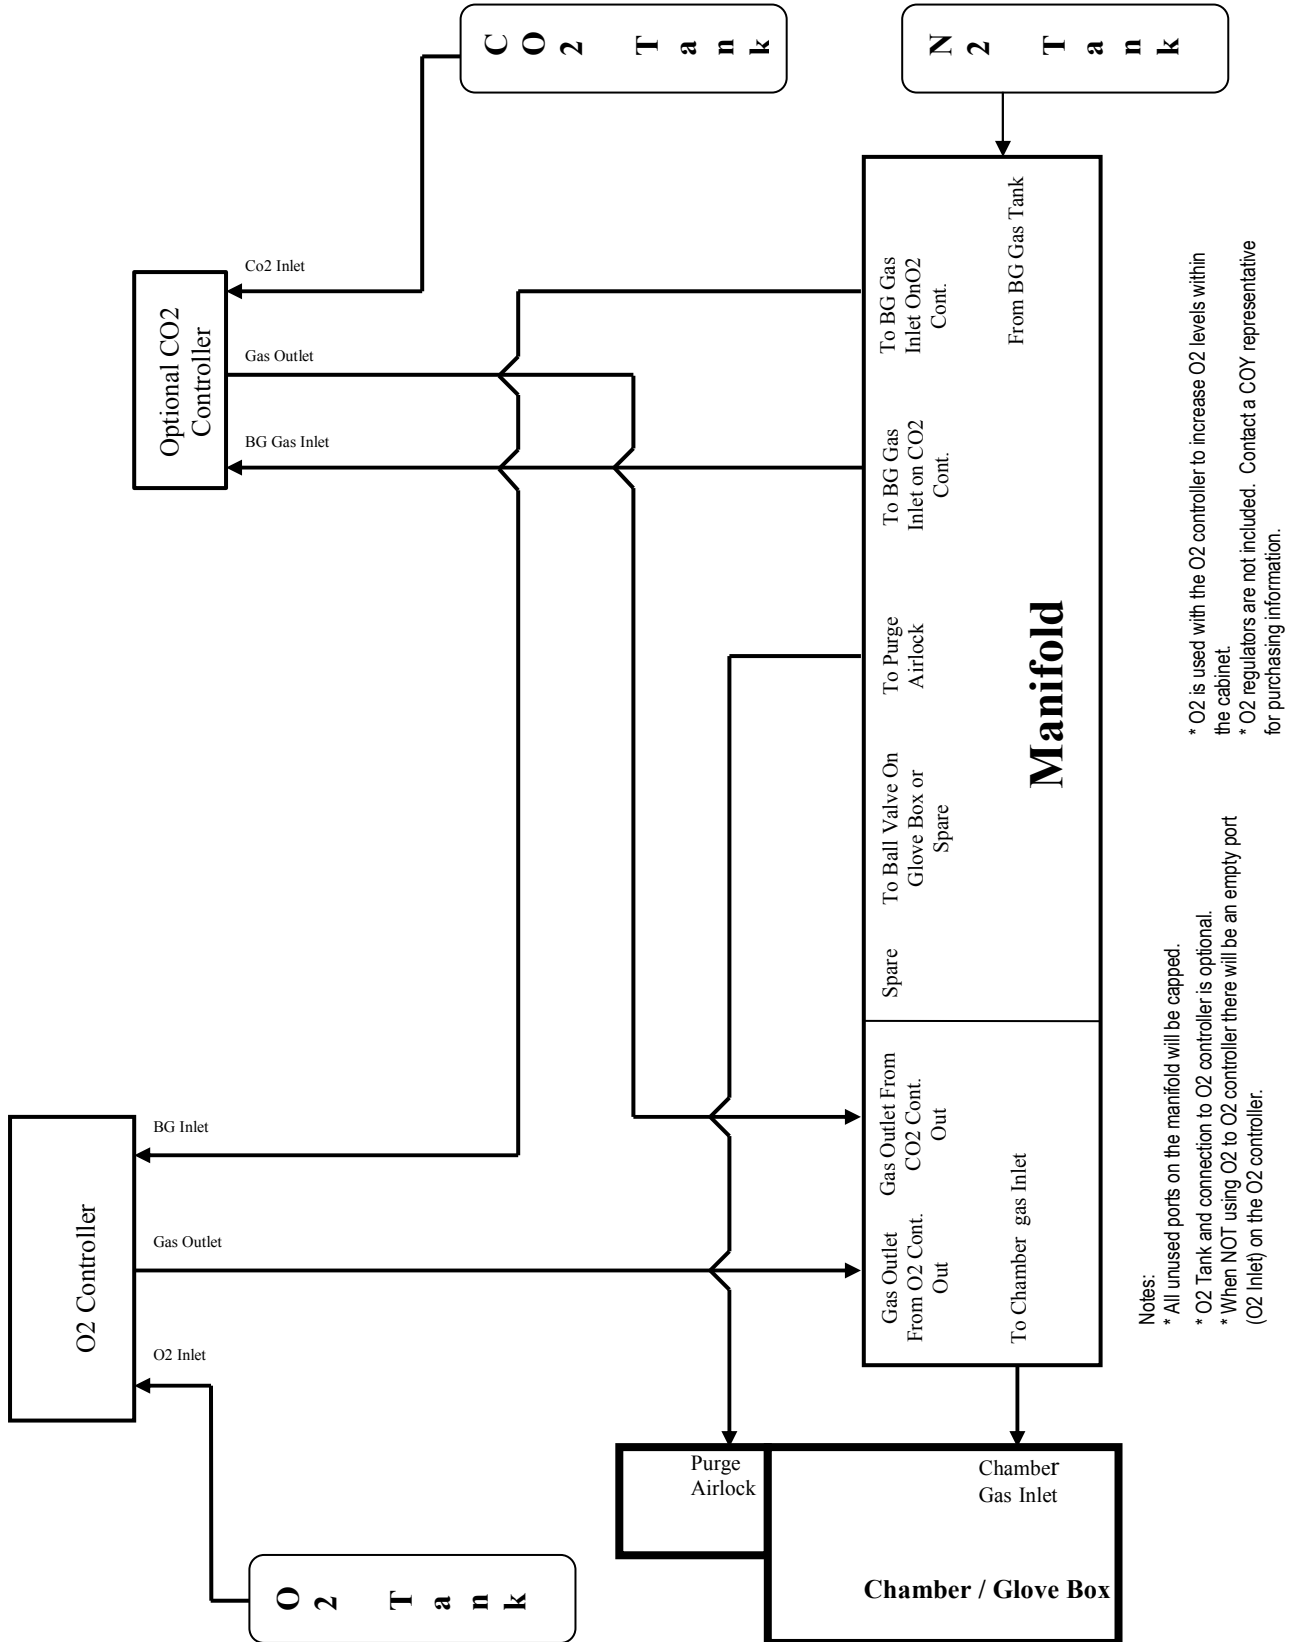 O2 Controller
O2 Inlet
Gas Outlet
BG Inlet
Optional CO2
Controller
BG Gas Inlet
Gas Outlet
Co2 Inlet
O2 Tank
CO2 Tank
N2 Tank
Purge
Airlock
Chamber
Gas Inlet
Chamber / Glove Box
Gas Outlet
From O2 Cont.
Out
Gas Outlet From
CO2 Cont.
Out
To Chamber gas Inlet
Spare
To Ball Valve On
Glove Box or
Spare
To Purge
Airlock
To BG Gas
Inlet on CO2
Cont.
To BG Gas
Inlet OnO2
Cont.
From BG Gas Tank
Manifold
Notes:
* All unused ports on the manifold will be capped.
* O2 Tank and connection to O2 controller is optional.
* When NOT using O2 to O2 controller there will be an empty port
(O2 Inlet) on the O2 controller.
* O2 is used with the O2 controller to increase O2 levels within
the cabinet.
* O2 regulators are not included. Contact a COY representative
for purchasing information.